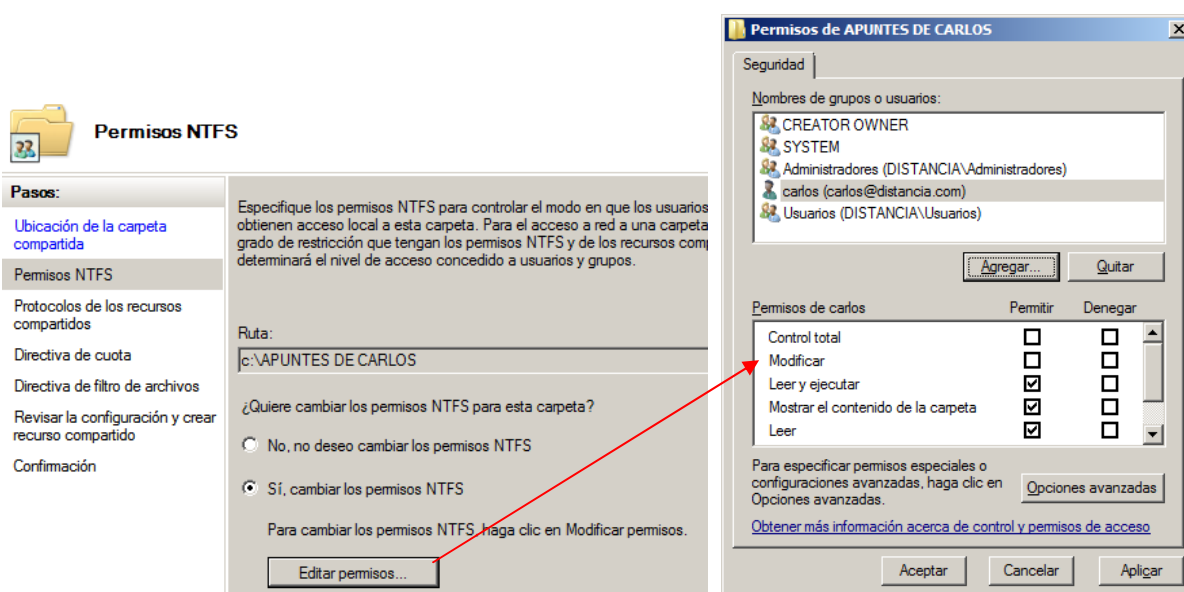 Permisos NTFS
Pasos:
Ubicación de la carpeta
compartida
Permisos NTFS
Protocolos de los recursos
compartidos
Directiva de cuota
Directiva de filtro de archivos
Revisar la configuración y crear
recurso compartido
Confirmación
Especifique los permisos NTFS para controlar el modo en que los usuarios
obtienen acceso local a esta carpeta. Para el acceso a red a una carpeta
grado de restricción que tengan los permisos NTFS y de los recursos comp
determinará el nivel de acceso concedido a usuarios y grupos.
Ruta:
c:\APUNTES DE CARLOS
¿Quiere cambiar los permisos NTFS para esta carpeta?
No, no deseo cambiar los permisos NTFS
Sí, cambiar los permisos NTFS
Para cambiar los permisos NTFS, haga clic en Modificar permisos.
Editar permisos...
Permisos de APUNTES DE CARLOS
Seguridad
Nombres de grupos o usuarios:
CREATOR OWNER
SYSTEM
Administradores (DISTANCIA\Administradores)
carlos (carlos@distancia.com)
Usuarios (DISTANCIA\Usuarios)
Agregar... Quitar
Permisos de carlos Permitir Denegar
Control total
Modificar
Leer y ejecutar
Mostrar el contenido de la carpeta
Leer
Para especificar permisos especiales o
configuraciones avanzadas, haga clic en
Opciones avanzadas.
Opciones avanzadas
Obtener más información acerca de control y permisos de acceso
Aceptar Cancelar Aplicar